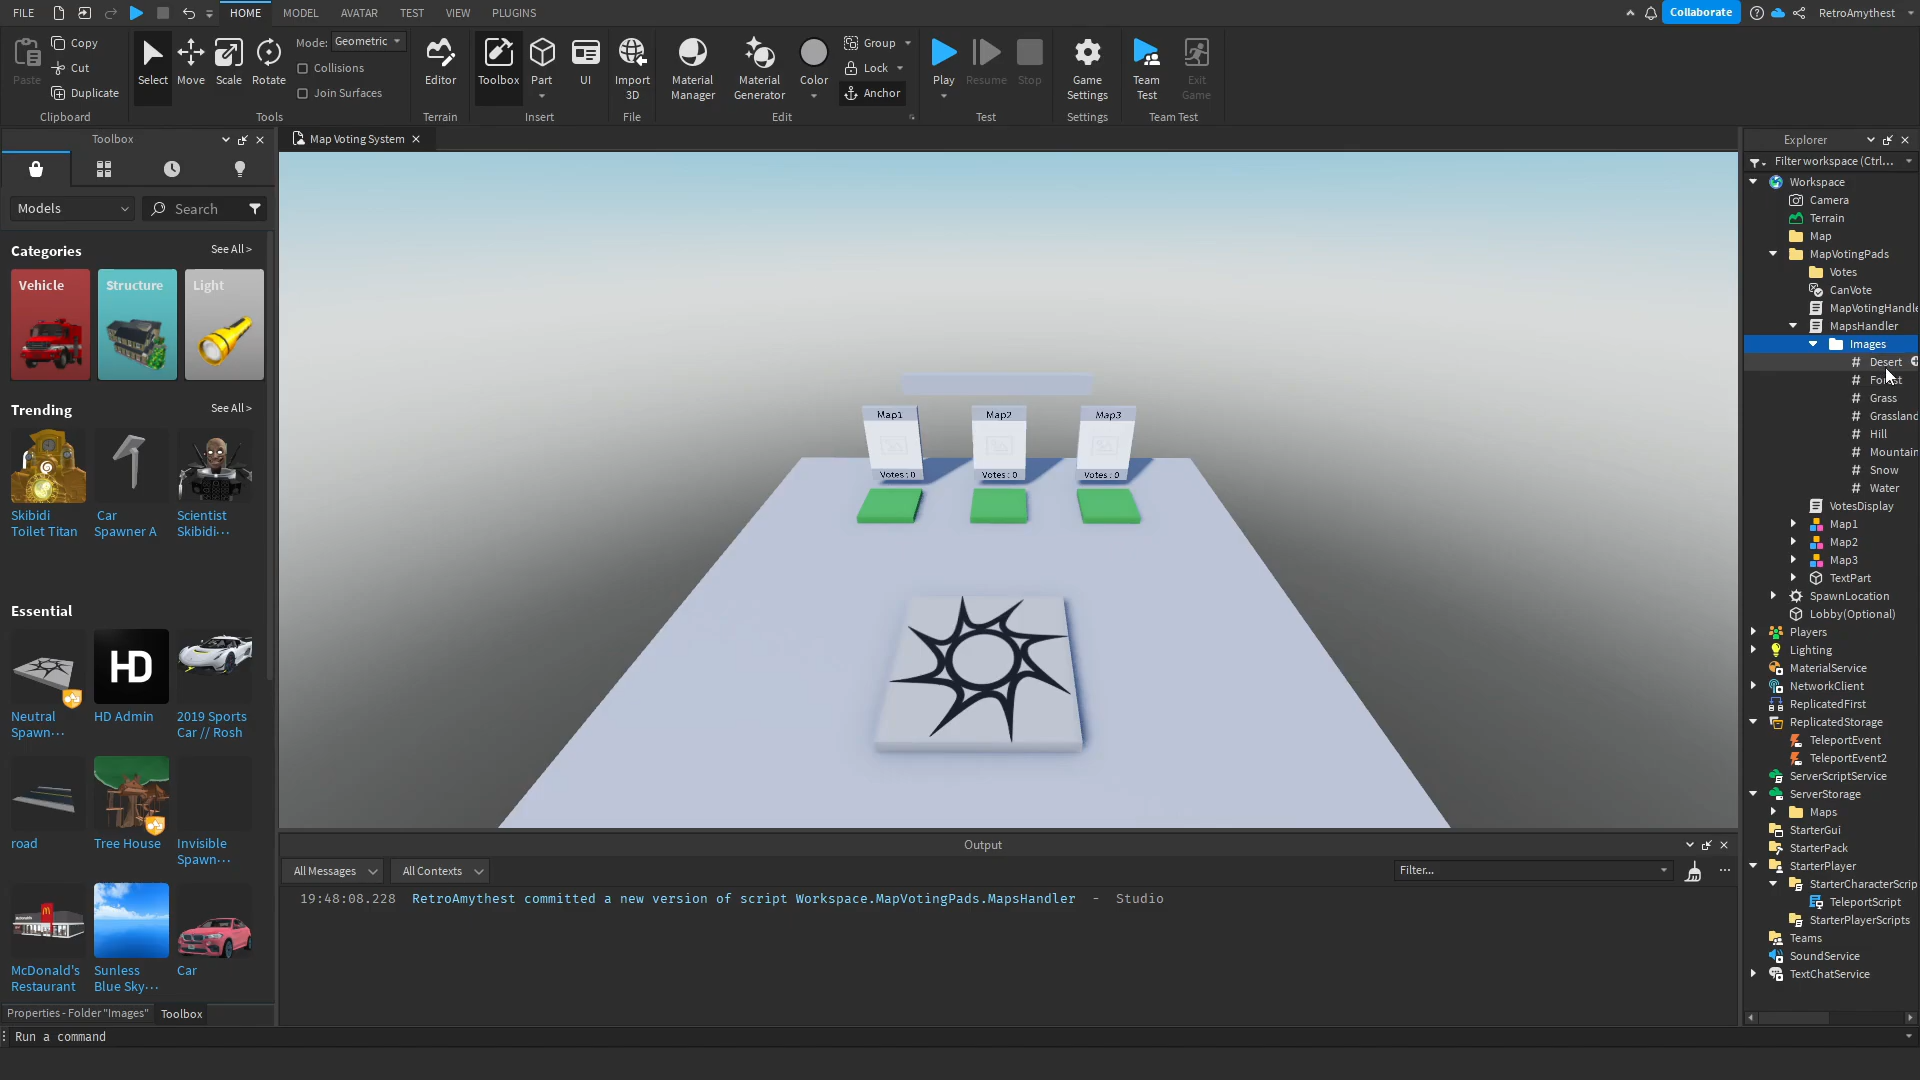 FILE
HOME
MODEL
AVATAR
TEST
VIEW
PLUGINS
Collaborate
RetroAmythest
Paste
Copy
Cut
Duplicate
Clipboard
Select
Move
Scale
Rotate
Mode: Geometric
Collisions
Join Surfaces
Tools
Editor
Terrain
Toolbox
Part
UI
Insert
Import
3D
File
Material
Manager
Material
Generator
Color
Group
Lock
Anchor
Edit
Play
Resume
Stop
Test
Game
Settings
Settings
Team
Test
Exit
Game
Team Test
Toolbox
Models
Search
Categories
See All >
Vehicle
Structure
Light
Trending
See All >
Skibidi
Toilet Titan
Car
Spawner A
Scientist
Skibidi···
Essential
HD
Neutral
Spawn···
HD Admin
2019 Sports
Car // Rosh
road
Tree House
Invisible
Spawn···
McDonald's
Restaurant
Sunless
Blue Sky···
Car
Properties - Folder "Images"
Toolbox
Run a command
Map Voting System
Map1
Map2
Map3
Votes: 0
Votes: 0
Votes: 0
Output
All Messages
All Contexts
Filter...
19:48:08.228 RetroAmythest committed a new version of script Workspace.MapVotingPads.MapsHandler - Studio
Explorer
Filter workspace (Ctrl...
Workspace
Camera
Terrain
Map
MapVotingPads
Votes
CanVote
MapVotingHandle
MapsHandler
Images
# Desert
# Forest
# Grass
# Grassland
# Hill
# Mountain
# Snow
# Water
VotesDisplay
Map1
Map2
Map3
TextPart
SpawnLocation
Lobby(Optional)
Players
Lighting
MaterialService
NetworkClient
ReplicatedFirst
ReplicatedStorage
TeleportEvent
TeleportEvent2
ServerScriptService
ServerStorage
Maps
StarterGui
StarterPack
StarterPlayer
StarterCharacterScrip
TeleportScript
StarterPlayerScripts
Teams
SoundService
TextChatService